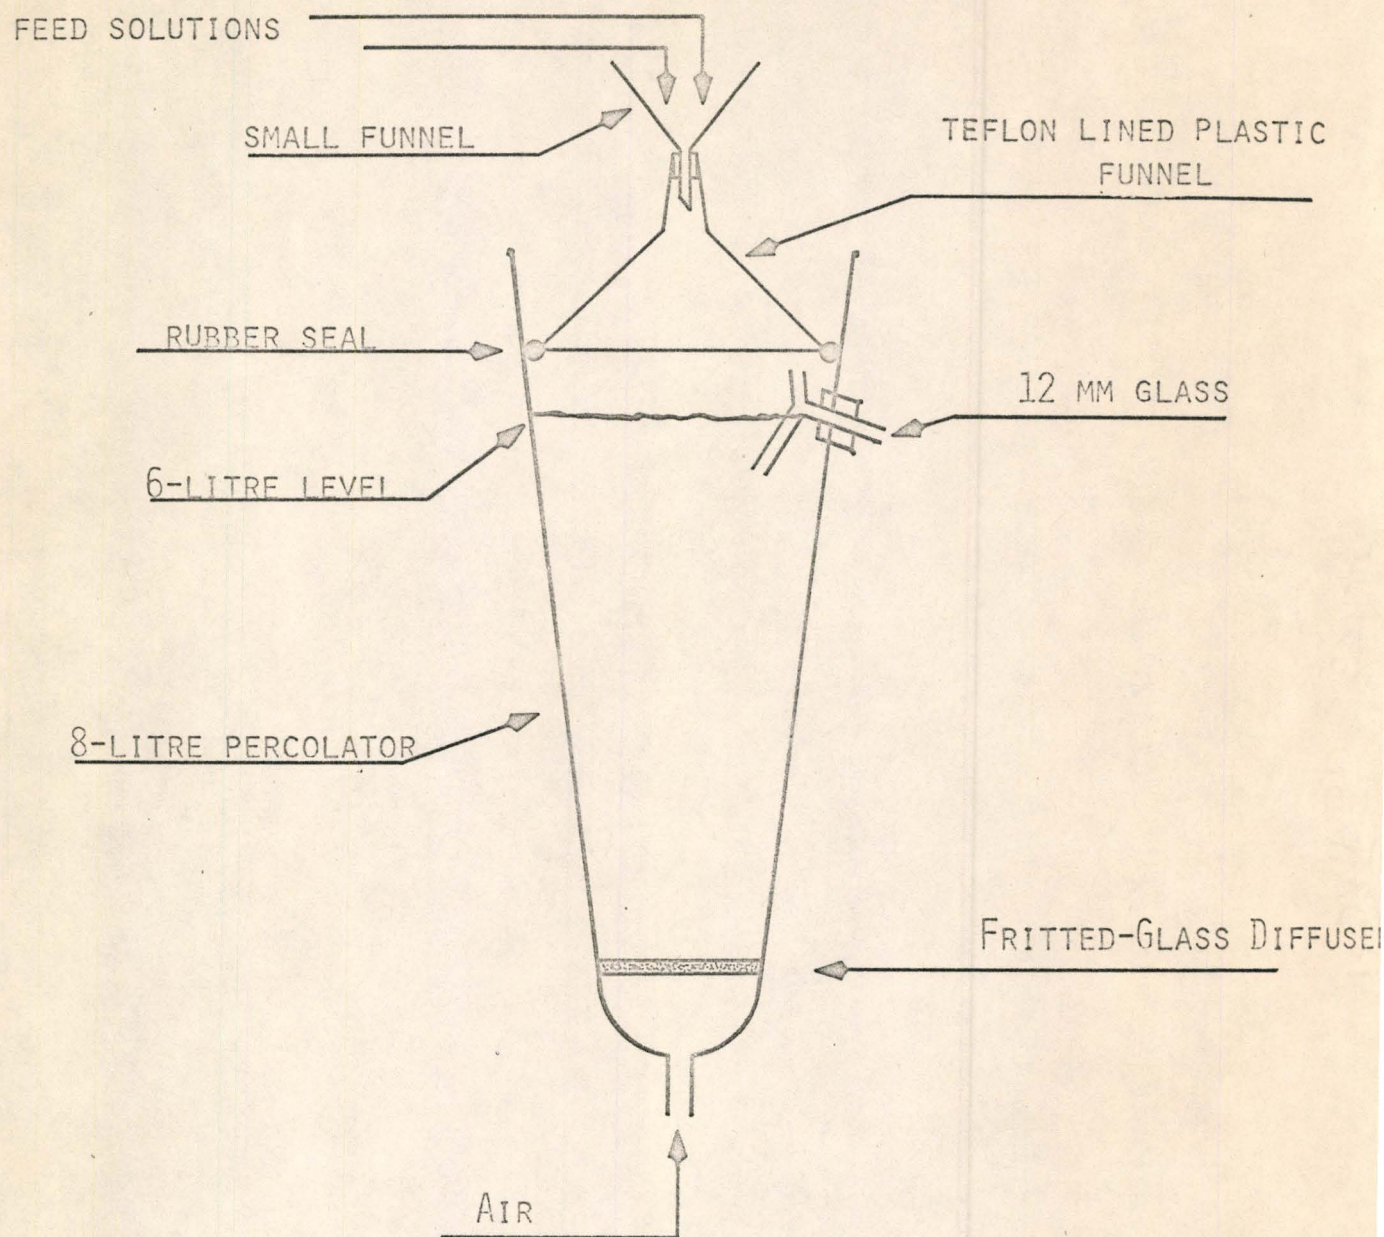 FEED SOLUTIONS
SMALL FUNNEL
TEFLON LINED PLASTIC
FUNNEL
RUBBER SEAL
12 MM GLASS
6-LITRE LEVEL
8-LITRE PERCOLATOR
FRITTED-GLASS DIFFUSE
AIR